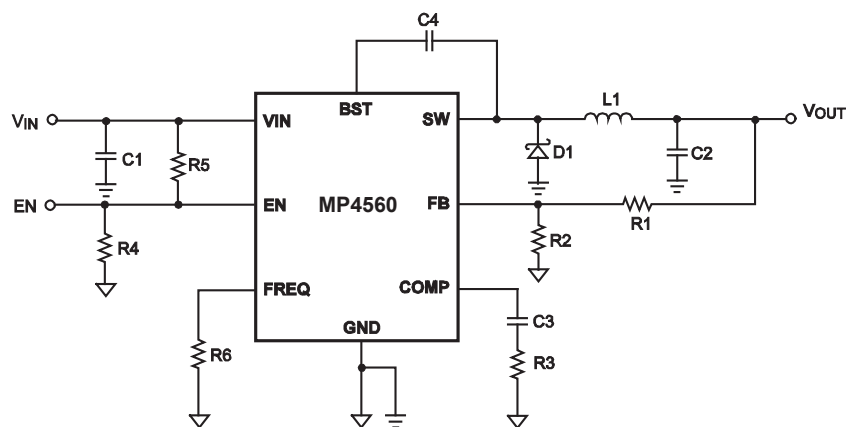 C4
BST
VIN
VIN
SW
L1
VOUT
C1
R5
D1
C2
EN
EN
MP4560
FB
R1
R4
R2
FREQ
COMP
GND
C3
R6
R3